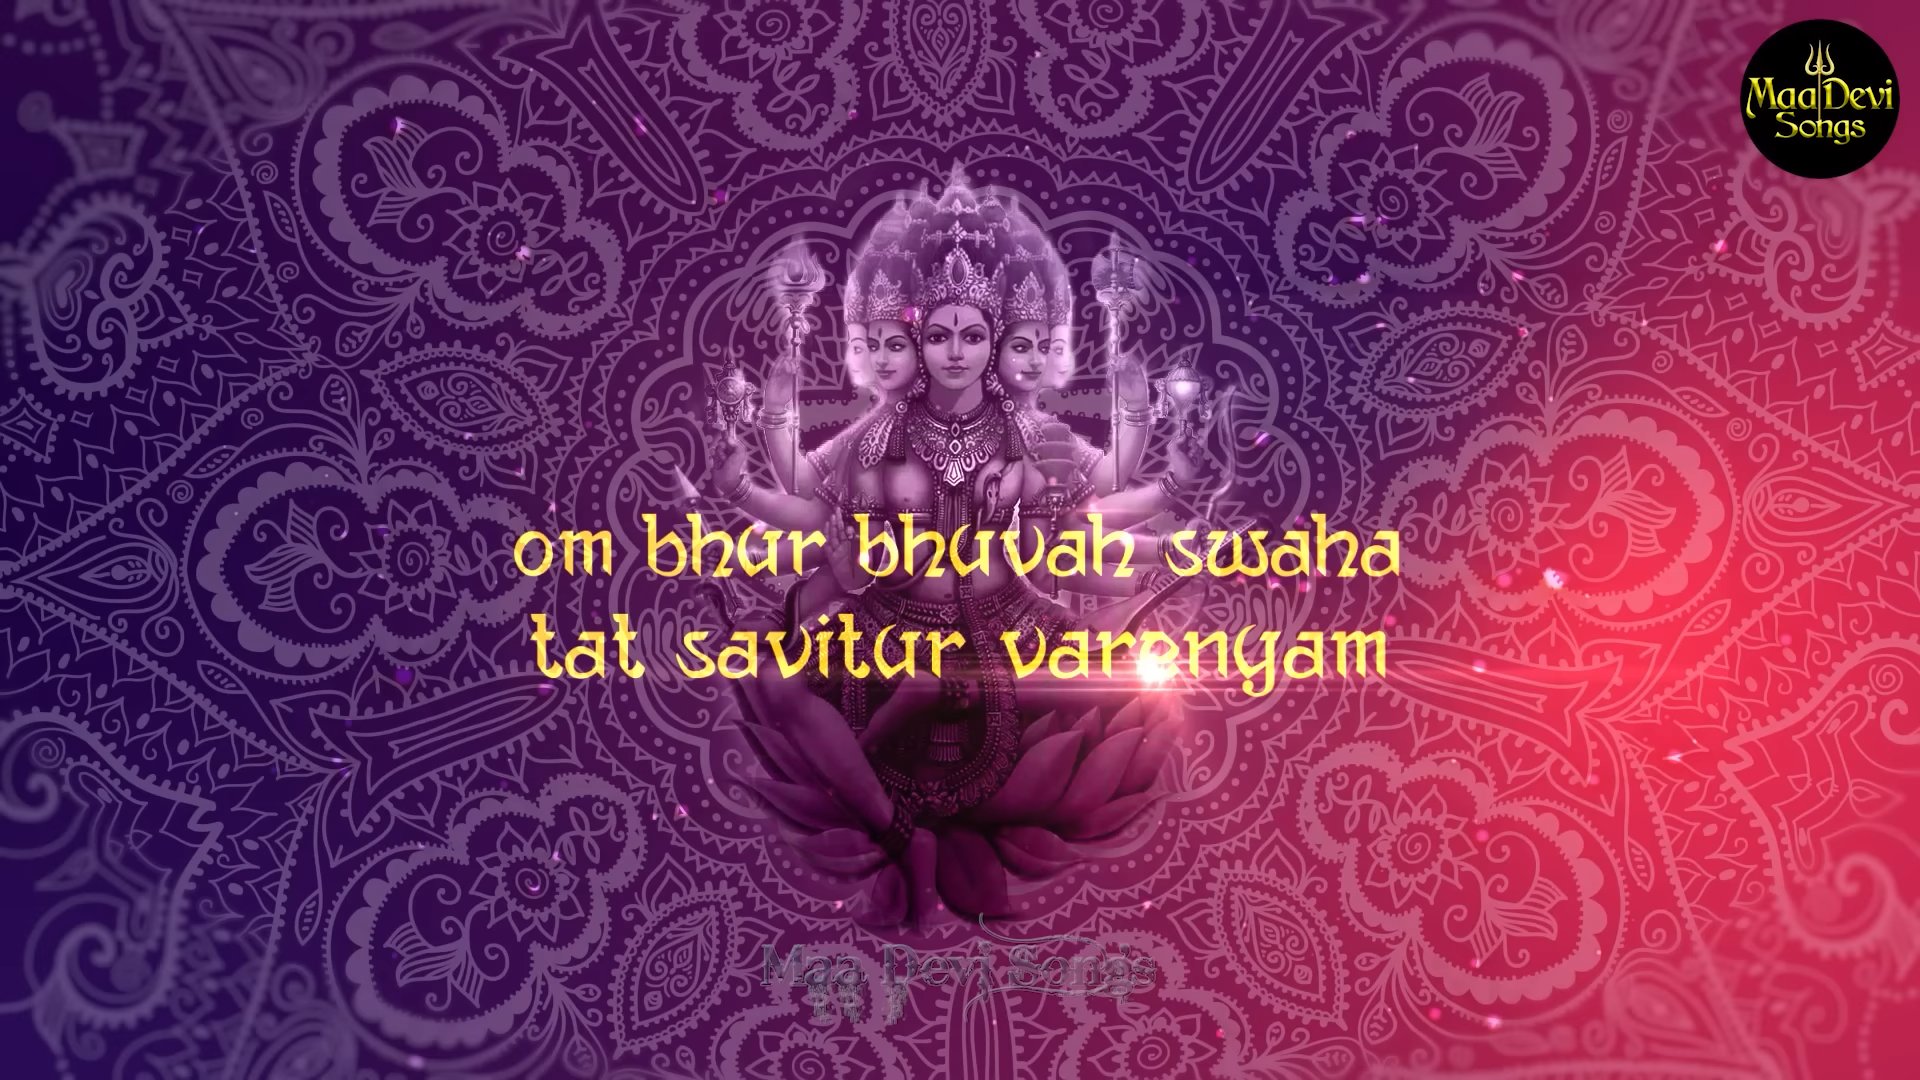 Maa Devi
Songs
om bhur bhuvah swaha
tat savitur varenyam
Maa Devi Songs